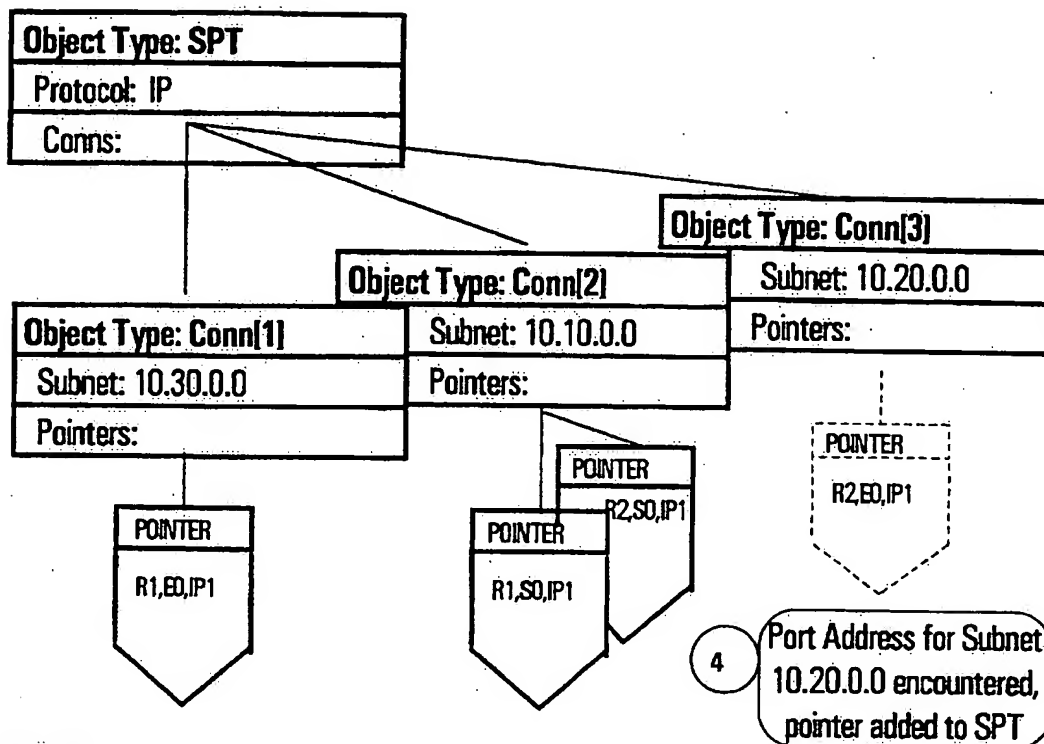 Object Type: SPT
Protocol: IP
Conns:
Object Type: Conn[3]
Subnet: 10.20.0.0
Pointers:
Object Type: Conn[2]
Subnet: 10.10.0.0
Pointers:
Object Type: Conn[1]
Subnet: 10.30.0.0
Pointers:
POINTER
R1,E0,IP1
POINTER
R1,S0,IP1
POINTER
R2,S0,IP1
POINTER
R2,E0,IP1
4
Port Address for Subnet
10.20.0.0 encountered,
pointer added to SPT